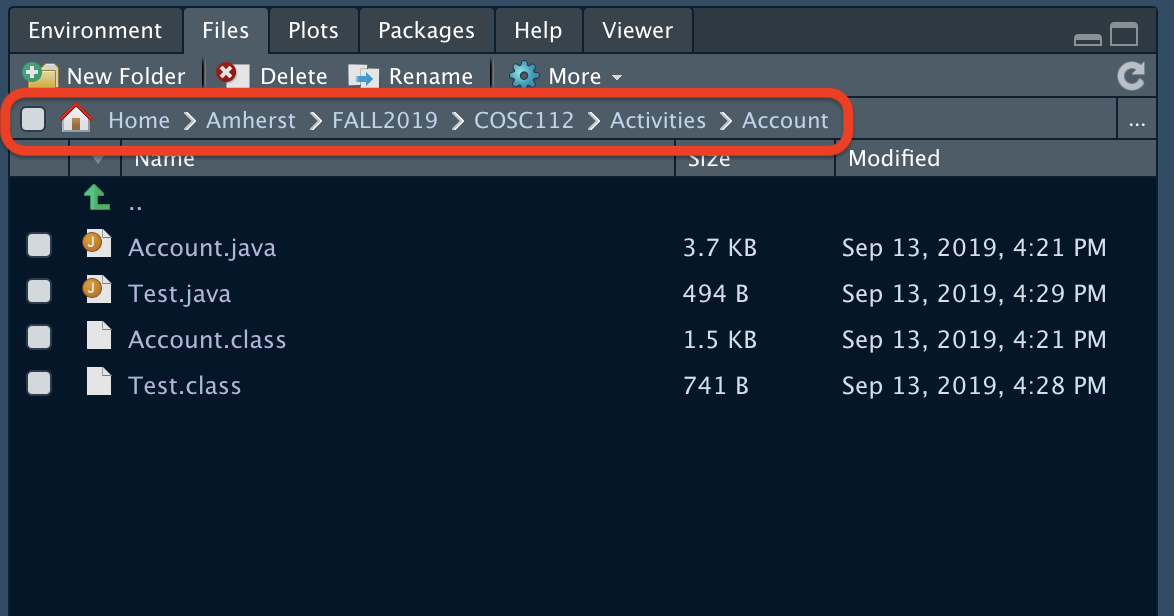 Environment Files Plots Packages Help Viewer
New Folder Delete Rename More
Home Amherst FALL2019 COSC112 Activities Account ...
Name Size Modified
..
Account.java 3.7 KB Sep 13, 2019, 4:21 PM
Test.java 494 B Sep 13, 2019, 4:29 PM
Account.class 1.5 KB Sep 13, 2019, 4:21 PM
Test.class 741 B Sep 13, 2019, 4:28 PM